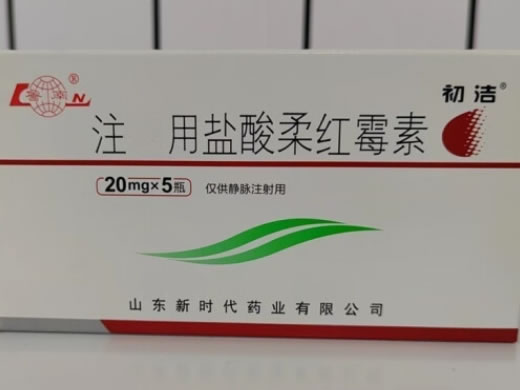 初洁®
注 用盐酸柔红霉素
20mg×5瓶 仅供静脉注射用
山东新时代药业有限公司